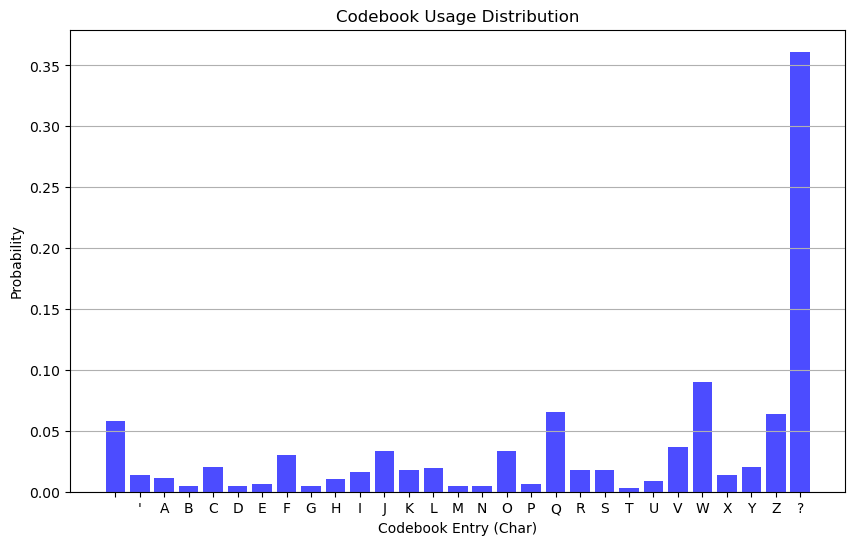 Codebook Usage Distribution
Probability
0.35
0.30
0.25
0.20
0.15
0.10
0.05
0.00
' A B C D E F G H I J K L M N O P Q R S T U V W X Y Z ?
Codebook Entry (Char)